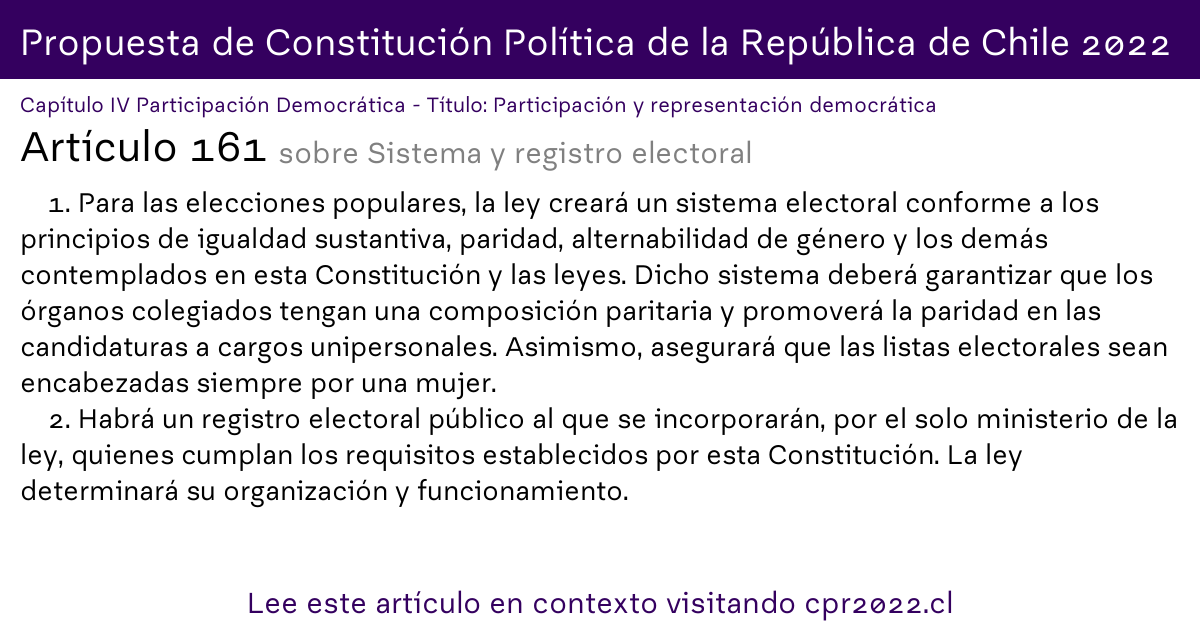 Propuesta de Constitución Política de la República de Chile 2022
Capítulo IV Participación Democrática - Título: Participación y representación democrática
Artículo 161 sobre Sistema y registro electoral
1. Para las elecciones populares, la ley creará un sistema electoral conforme a los
principios de igualdad sustantiva, paridad, alternabilidad de género y los demás
contemplados en esta Constitución y las leyes. Dicho sistema deberá garantizar que los
órganos colegiados tengan una composición paritaria y promoverá la paridad en las
candidaturas a cargos unipersonales. Asimismo, asegurará que las listas electorales sean
encabezadas siempre por una mujer.
2. Habrá un registro electoral público al que se incorporarán, por el solo ministerio de la
ley, quienes cumplan los requisitos establecidos por esta Constitución. La ley
determinará su organización y funcionamiento.
Lee este artículo en contexto visitando cpr2022.cl